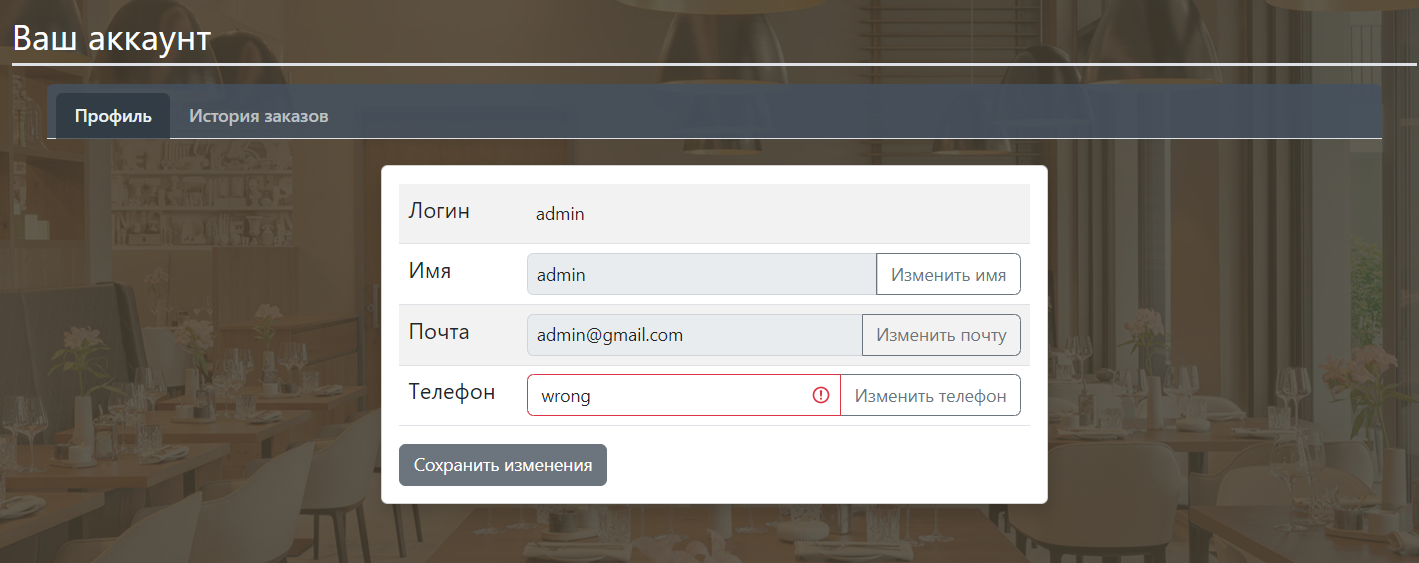 Ваш аккаунт
Профиль История заказов
Логин admin
Имя admin Изменить имя
Почта admin@gmail.com Изменить почту
Телефон wrong Изменить телефон
Сохранить изменения